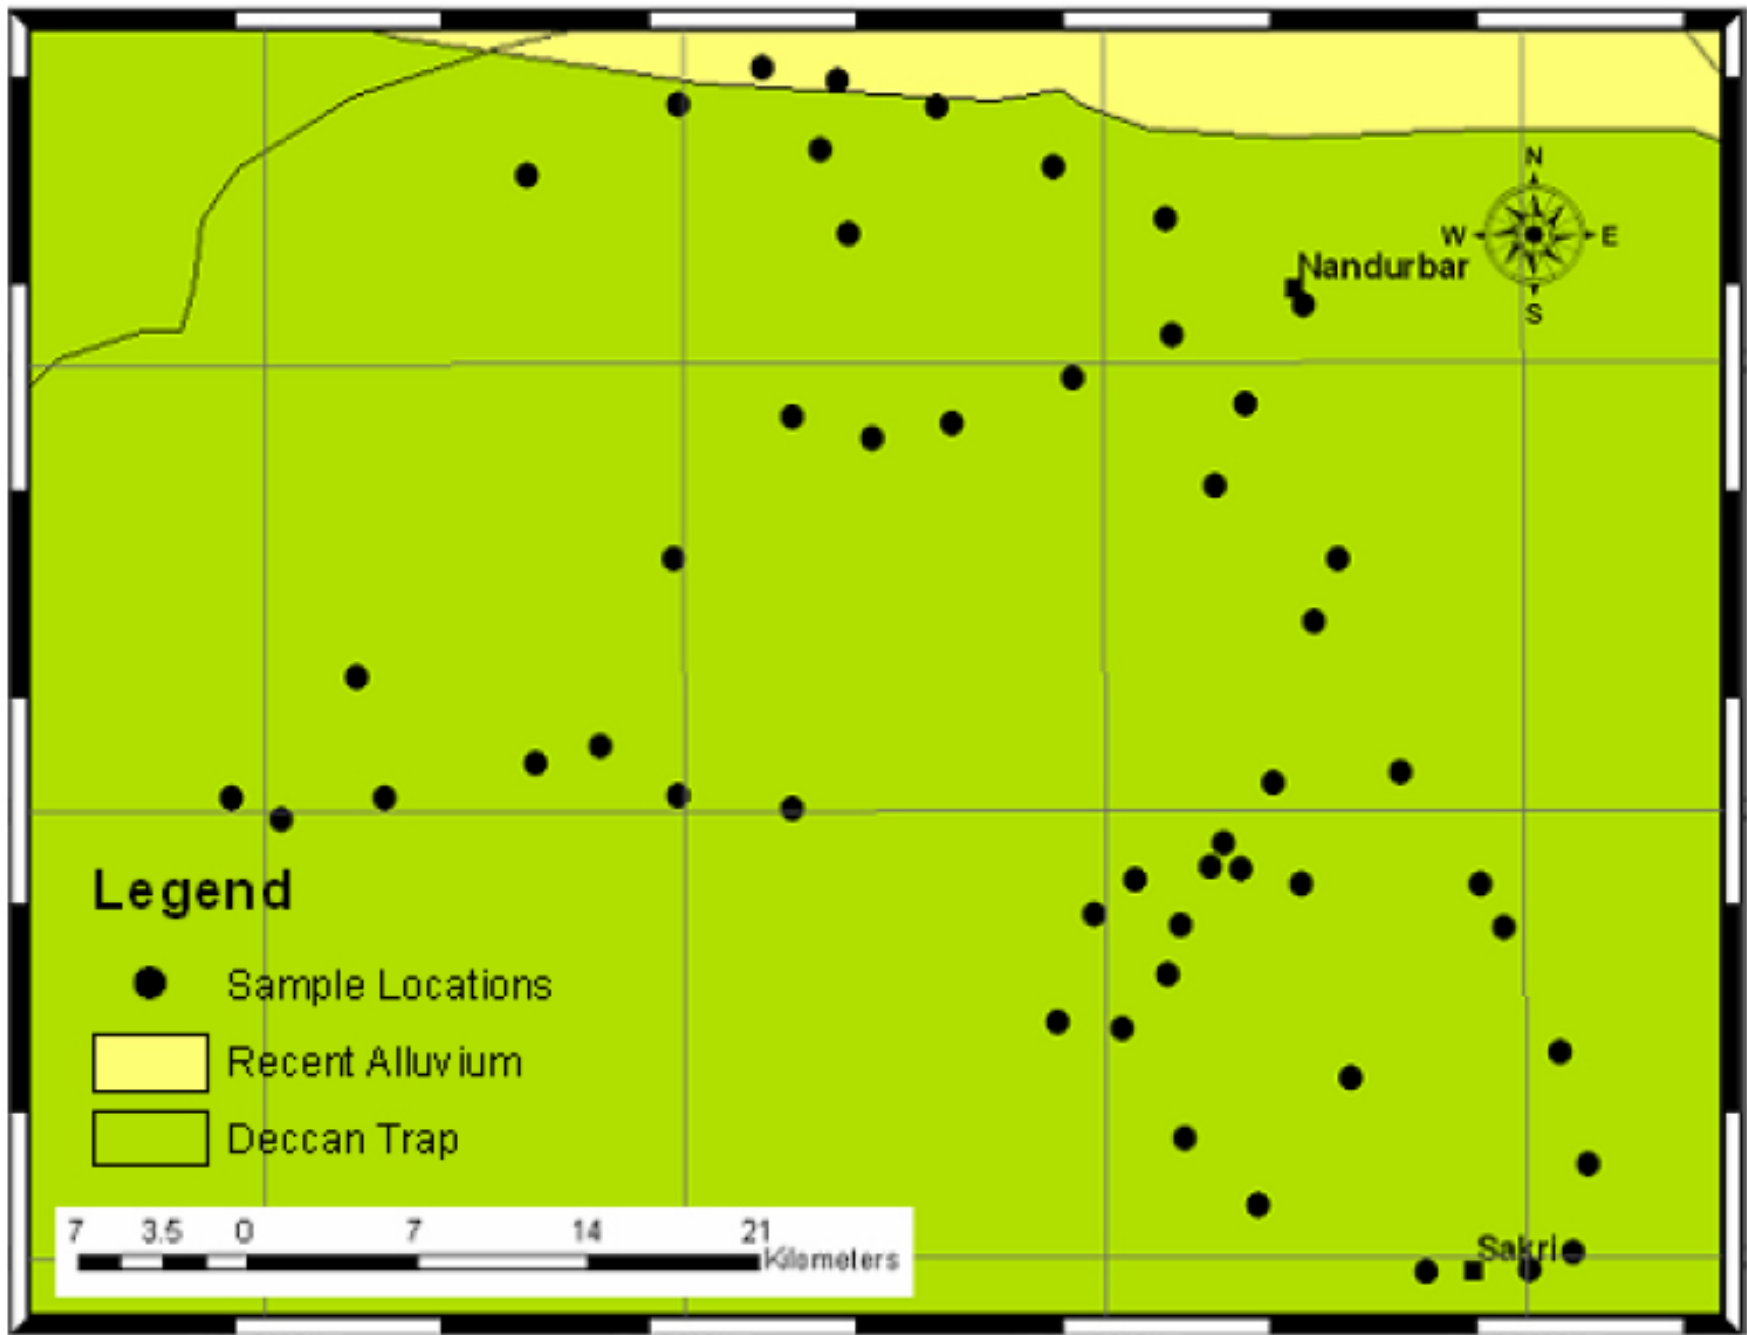 N
W E
S
Nandurbar
Legend
Sample Locations
Recent Alluvium
Deccan Trap
7 3.5 0 7 14 21
Kilometers
Sakri